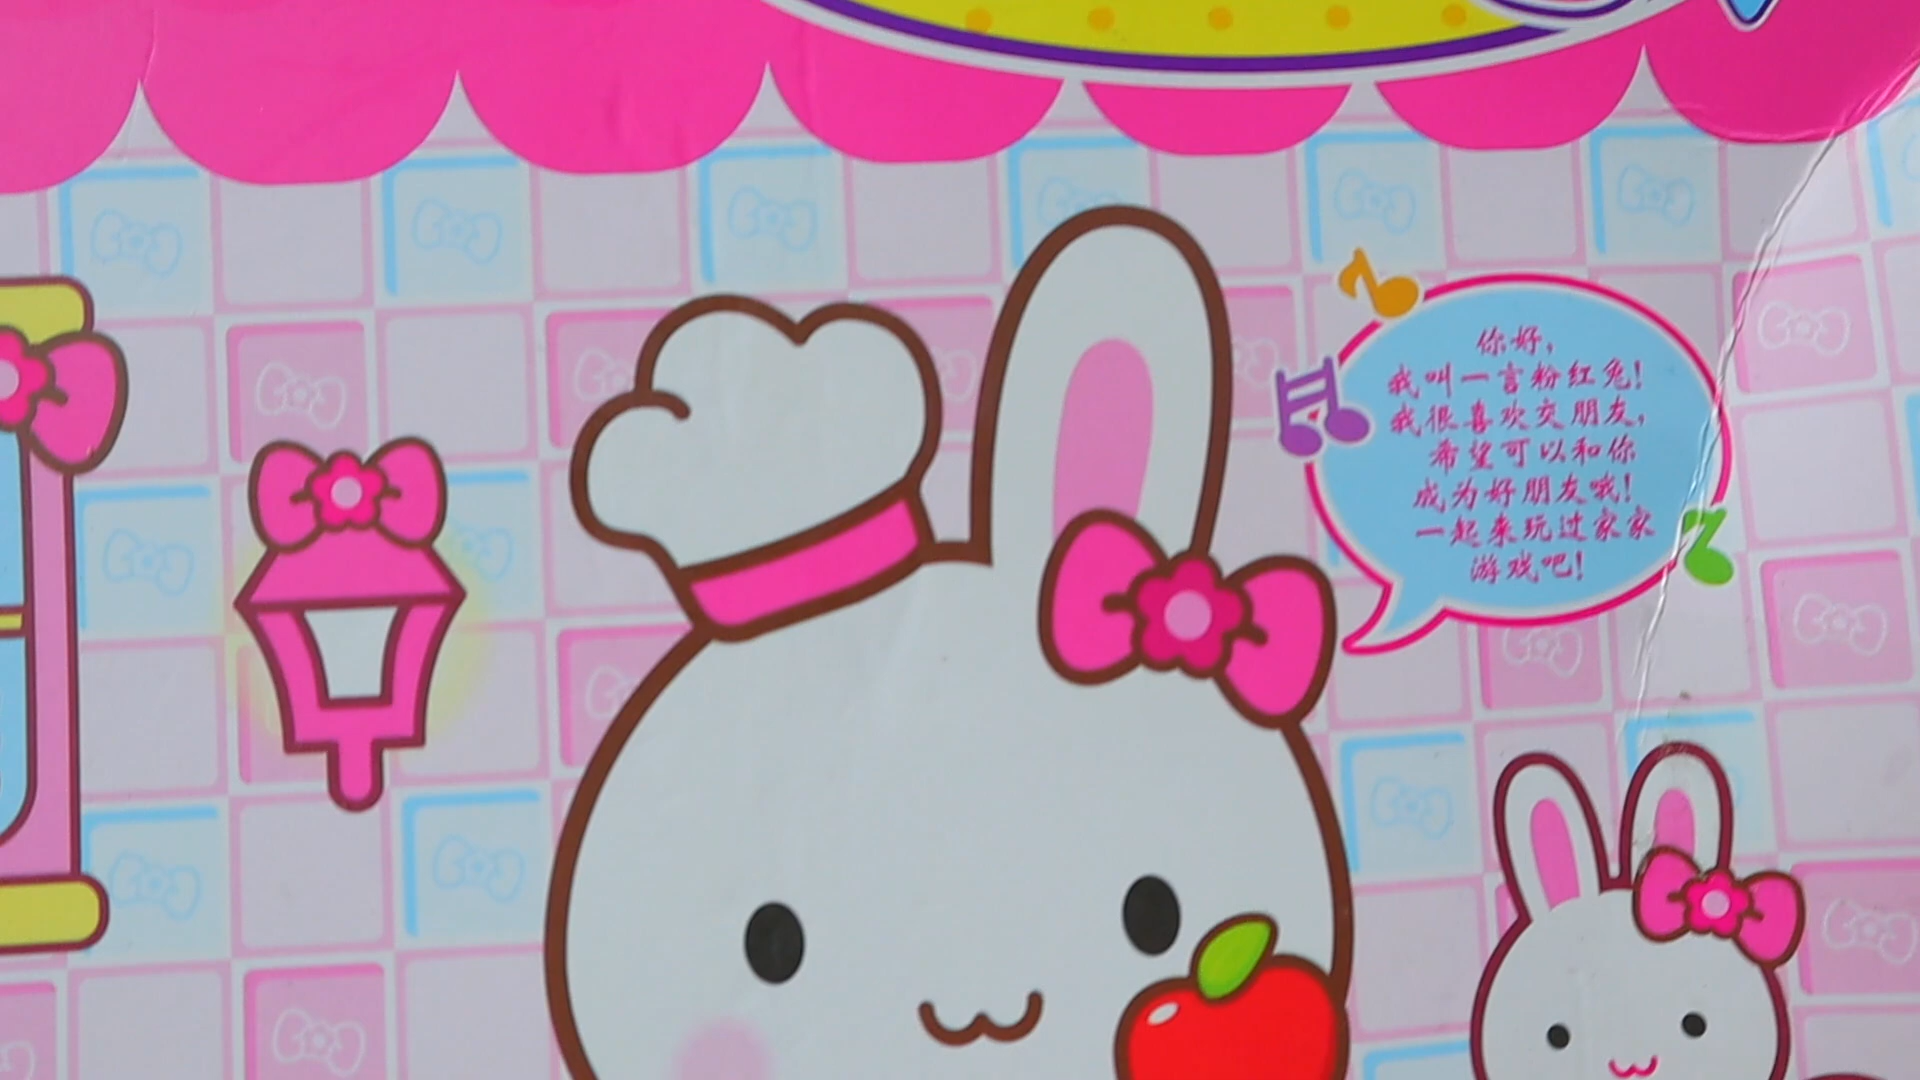 你好，
我叫一言粉红兔！
我很喜欢交朋友，
希望可以和你
成为好朋友哦！
一起来玩过家家
游戏吧！